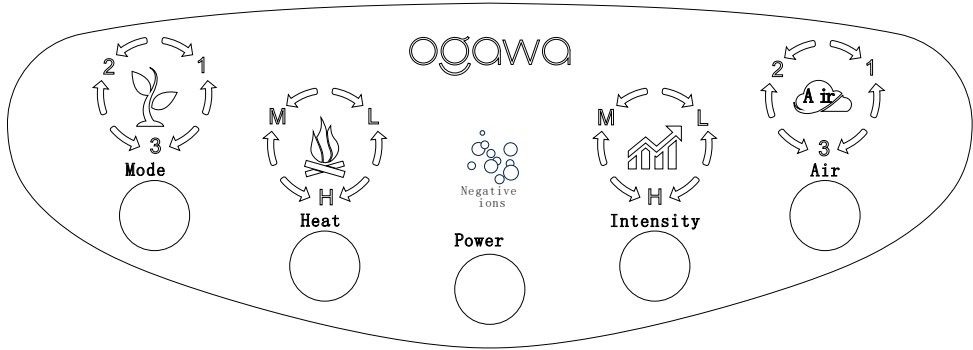 ogawa
2
1
3
Mode
M
L
H
Heat
Negative
ions
Power
M
L
H
Intensity
2
1
Air
3
Air